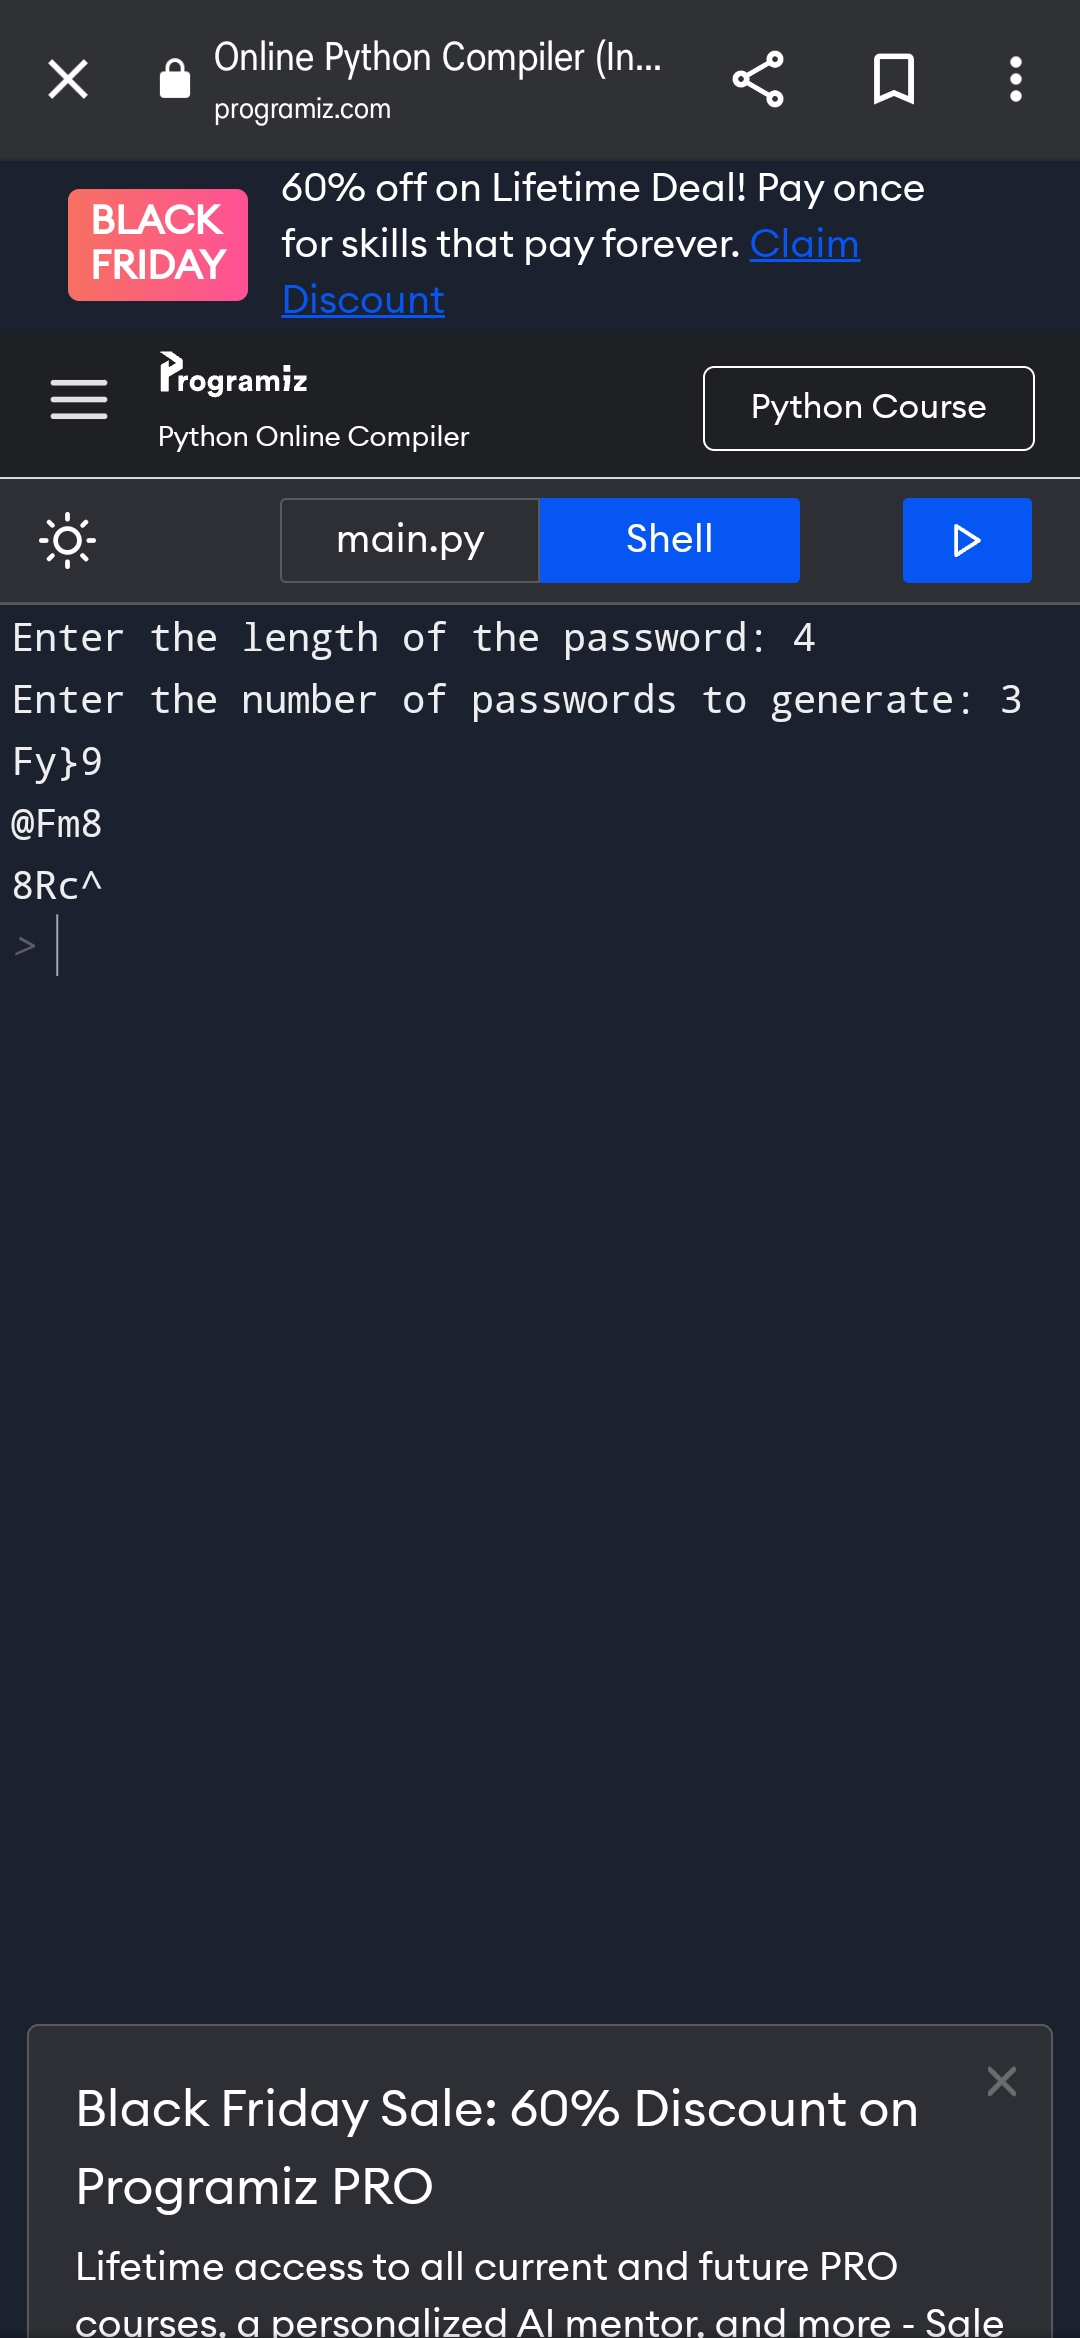 Online Python Compiler (In...
programiz.com
BLACK
FRIDAY
60% off on Lifetime Deal! Pay once
for skills that pay forever. Claim
Discount
Programiz
Python Online Compiler
Python Course
main.py
Shell
Enter the length of the password: 4
Enter the number of passwords to generate: 3
Fy}9
@Fm8
8Rc^
>
Black Friday Sale: 60% Discount on
Programiz PRO
Lifetime access to all current and future PRO
courses, a personalized AI mentor, and more - Sale